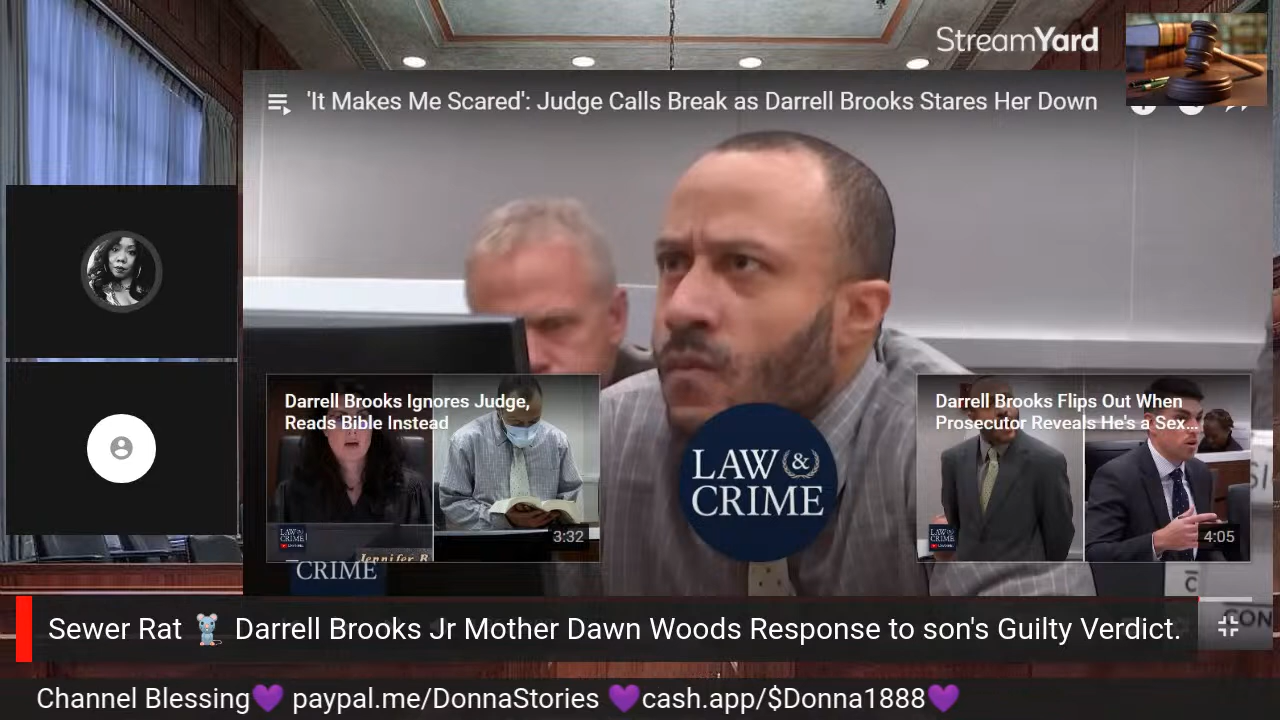 StreamYard
'It Makes Me Scared': Judge Calls Break as Darrell Brooks Stares Her Down
Darrell Brooks Ignores Judge,
Reads Bible Instead
3:32
LAW &
CRIME
Darrell Brooks Flips Out When
Prosecutor Reveals He's a Sex...
4:05
Jennifer R
CRIME
CON
Sewer Rat 🐁 Darrell Brooks Jr Mother Dawn Woods Response to son's Guilty Verdict.
Channel Blessing💜 paypal.me/DonnaStories 💜cash.app/$Donna1888💜